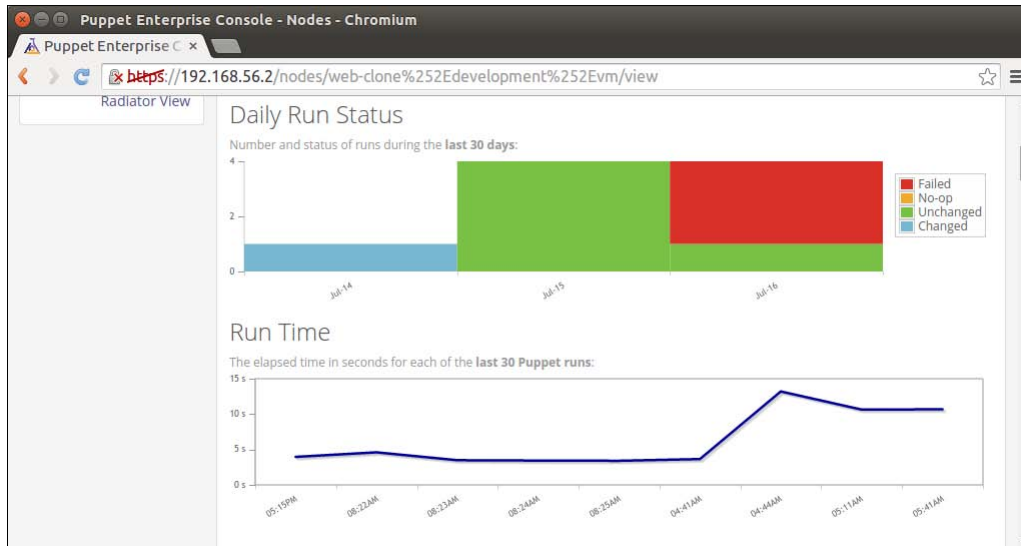 Puppet Enterprise Console - Nodes - Chromium
Puppet Enterprise C
https://192.168.56.2/nodes/web-clone%252Edevelopment%252Evm/view
Radiator View
Daily Run Status
Number and status of runs during the last 30 days:
4
2
0
Jul-14
Jul-15
Jul-16
Failed
No-op
Unchanged
Changed
Run Time
The elapsed time in seconds for each of the last 30 Puppet runs:
15 s
10 s
5 s
0 s
05:15PM
08:22AM
08:23AM
08:24AM
08:25AM
04:41AM
04:44AM
05:11AM
05:41AM